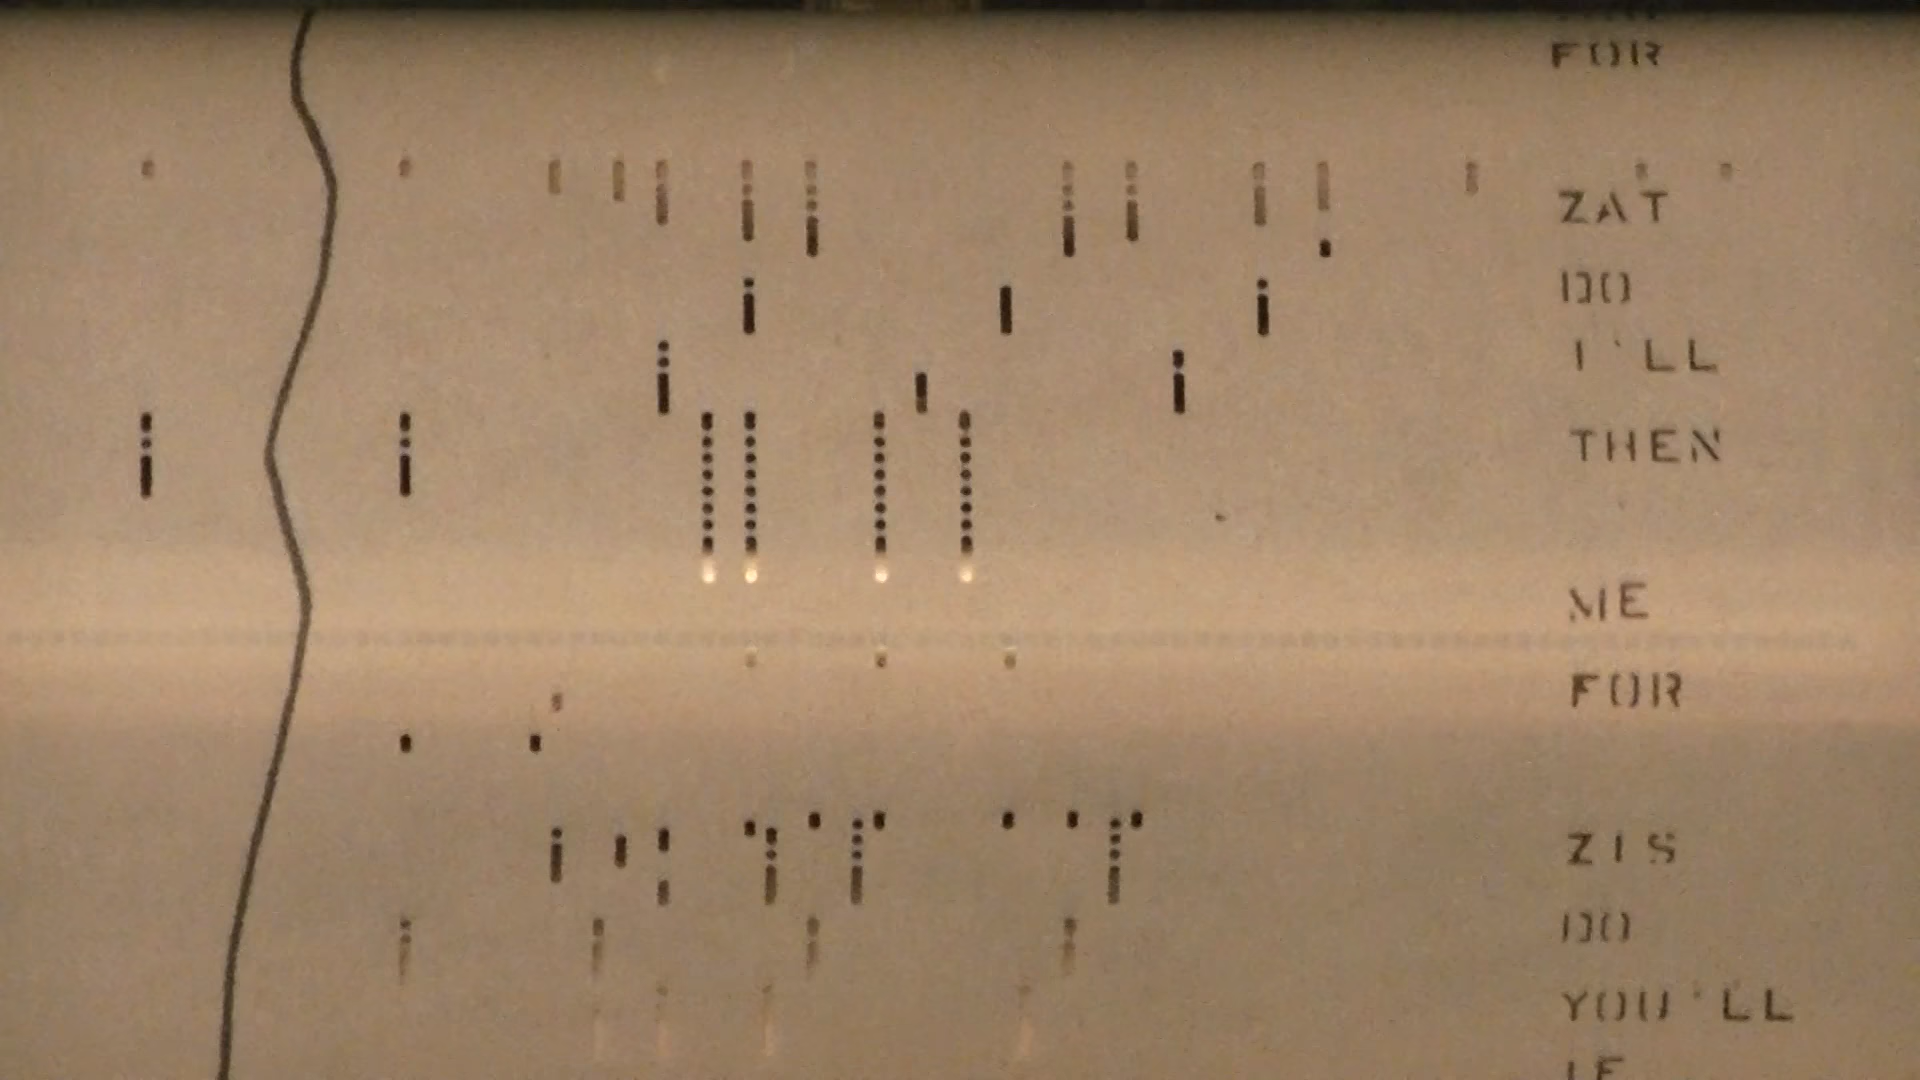 FOR
ZAT
DO
I'LL
THEN
ME
FOR
ZIS
DO
YOU'LL